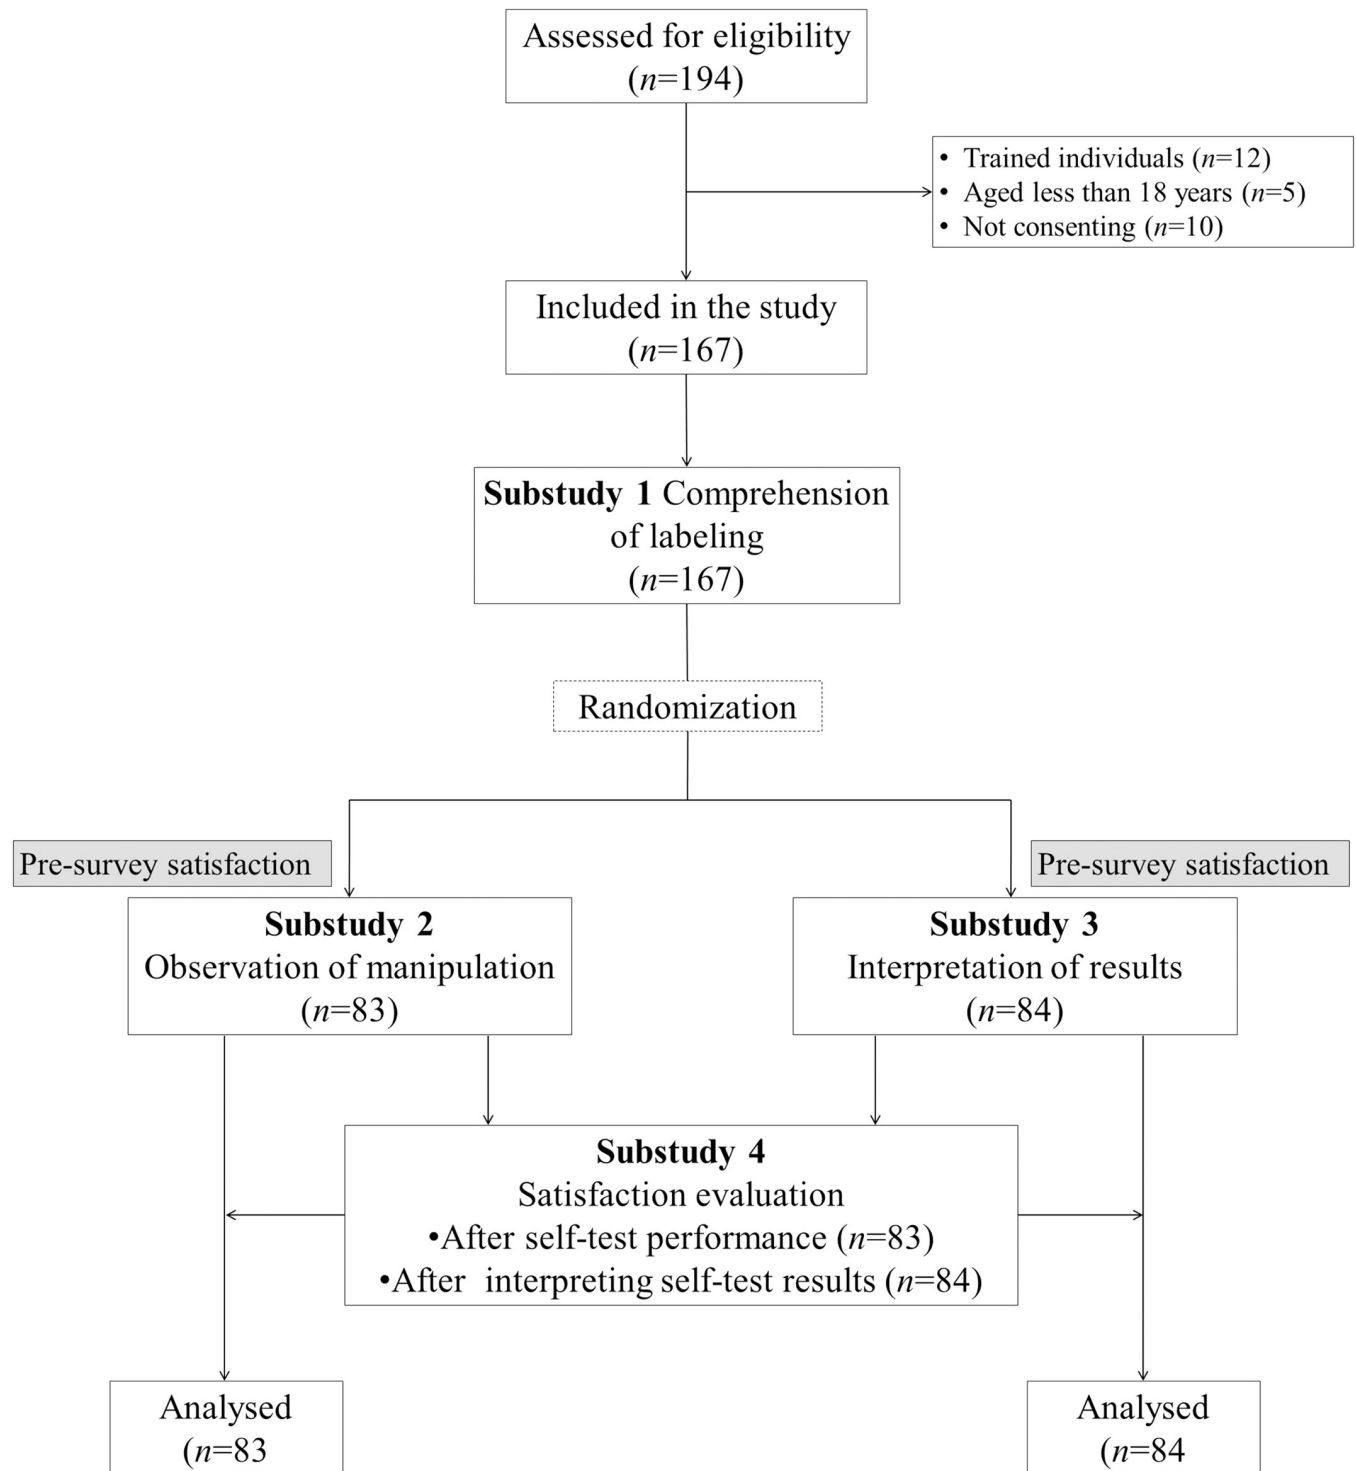 Assessed for eligibility
(n=194)
• Trained individuals (n=12)
• Aged less than 18 years (n=5)
• Not consenting (n=10)
Included in the study
(n=167)
Substudy 1 Comprehension
of labeling
(n=167)
Randomization
Pre-survey satisfaction
Pre-survey satisfaction
Substudy 2
Observation of manipulation
(n=83)
Substudy 3
Interpretation of results
(n=84)
Substudy 4
Satisfaction evaluation
•After self-test performance (n=83)
•After interpreting self-test results (n=84)
Analysed
(n=83
Analysed
(n=84